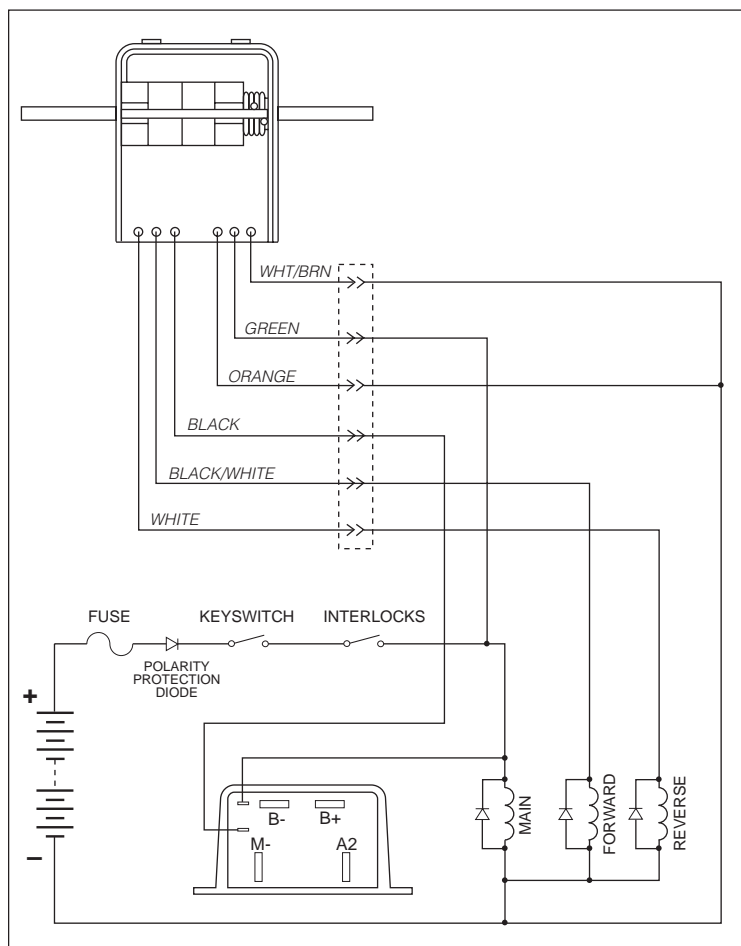 WHT/BRN
GREEN
ORANGE
BLACK
BLACK/WHITE
WHITE
FUSE
KEYSWITCH
INTERLOCKS
POLARITY
PROTECTION
DIODE
+
–
B-
B+
M-
A2
MAIN
FORWARD
REVERSE